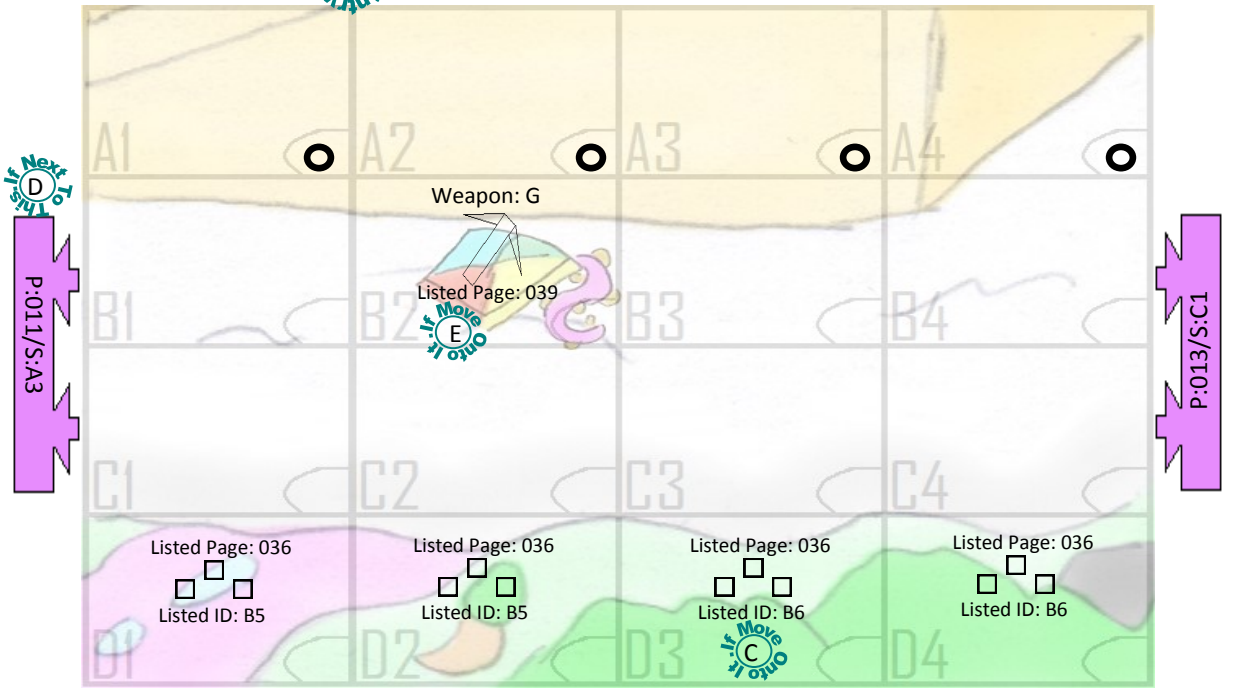 Entry
A1
A2
A3
A4
.If Next To This.
D
Weapon: G
P:011/S:A3
P:013/S:C1
Listed Page: 039
B1
B2
B3
B4
.If Move Onto It.
E
C1
C2
C3
C4
Listed Page: 036
Listed Page: 036
Listed Page: 036
Listed Page: 036
Listed ID: B5
Listed ID: B5
Listed ID: B6
Listed ID: B6
D1
D2
D3
D4
.If Move Onto It.
C